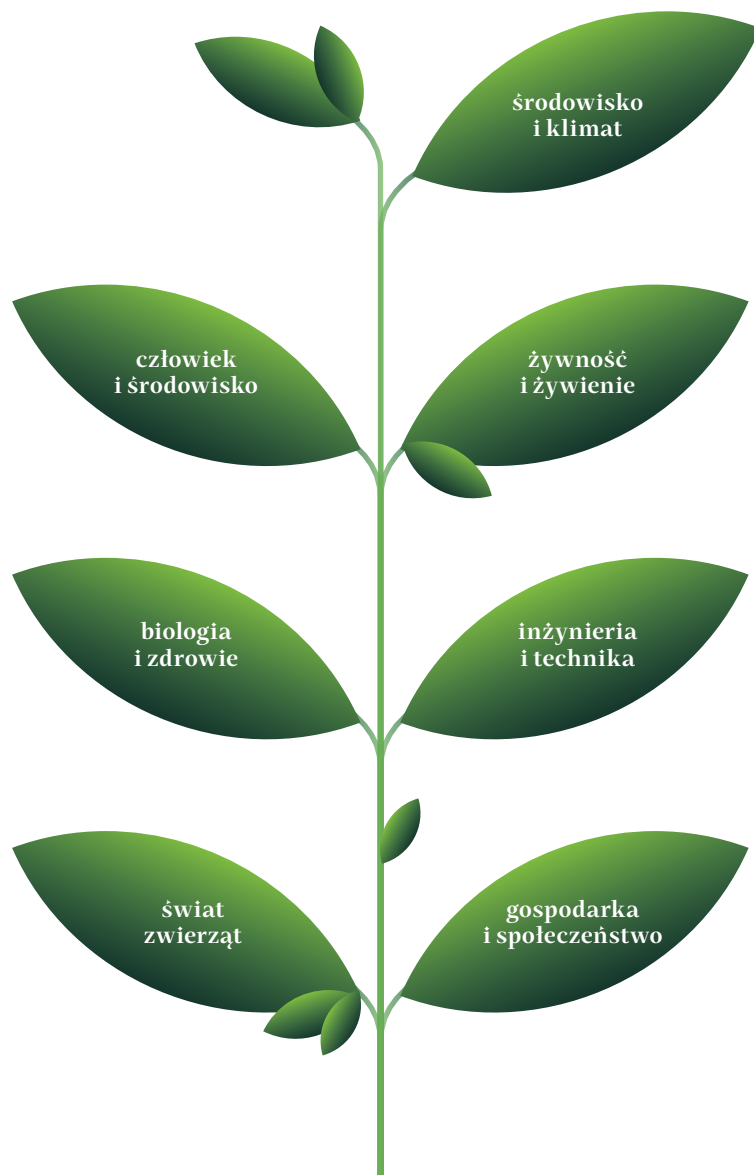 środowisko
i klimat
człowiek
i środowisko
żywność
i żywienie
biologia
i zdrowie
inżynieria
i technika
świat
zwierząt
gospodarka
i społeczeństwo